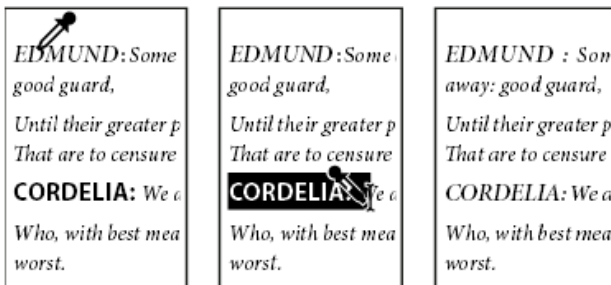 EDMUND: Some
good guard,
Until their greater p
That are to censure
CORDELIA: We a
Who, with best mea
worst.
EDMUND :Some
good guard,
Until their greater p
That are to censure
CORDELIA: We a
Who, with best mea
worst.
EDMUND : Som
away: good guard,
Until their greater p
That are to censure
CORDELIA: We a
Who, with best mea
worst.